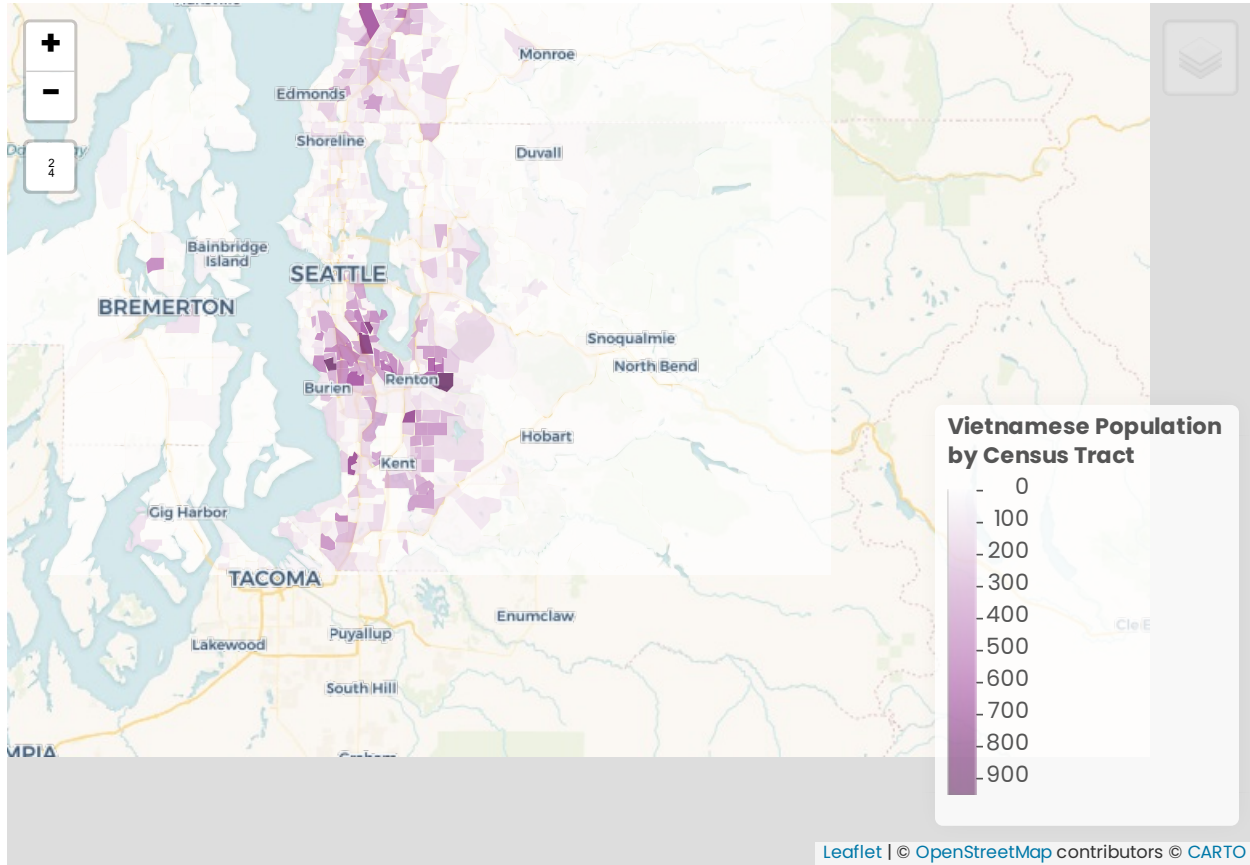 +
−
2
4
Monroe
Edmonds
Shoreline
Duvall
Bainbridge
Island
SEATTLE
BREMERTON
Snoqualmie
North Bend
Renton
Burien
Hobart
Kent
Gig Harbor
TACOMA
Enumclaw
Puyallup
Lakewood
South Hill
Vietnamese Population
by Census Tract
0
100
200
300
400
500
600
700
800
900
Cle E
Leaflet | © OpenStreetMap contributors © CARTO